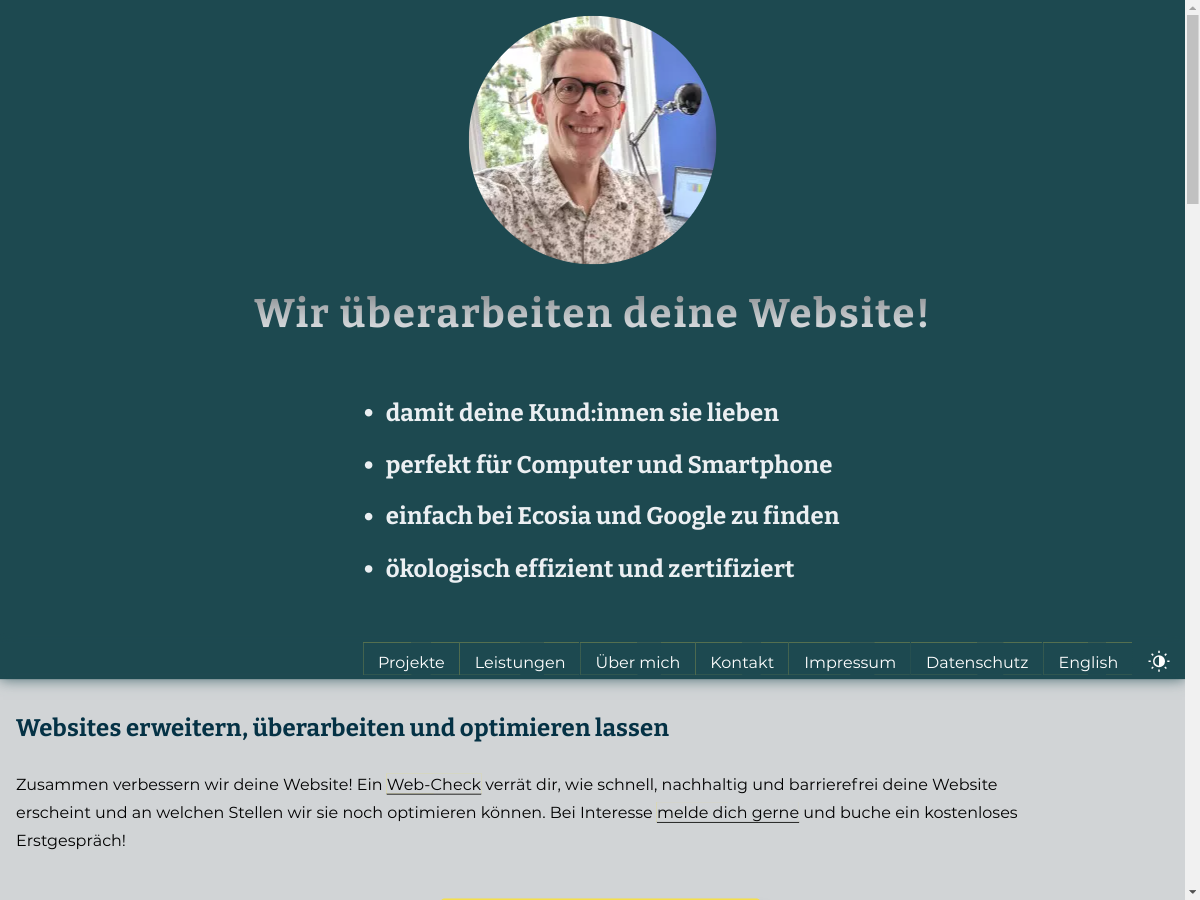 Wir überarbeiten deine Website!
• damit deine Kund:innen sie lieben
• perfekt für Computer und Smartphone
• einfach bei Ecosia und Google zu finden
• ökologisch effizient und zertifiziert
Projekte Leistungen Über mich Kontakt Impressum Datenschutz English
Websites erweitern, überarbeiten und optimieren lassen
Zusammen verbessern wir deine Website! Ein Web-Check verrät dir, wie schnell, nachhaltig und barrierefrei deine Website
erscheint und an welchen Stellen wir sie noch optimieren können. Bei Interesse melde dich gerne und buche ein kostenloses
Erstgespräch!